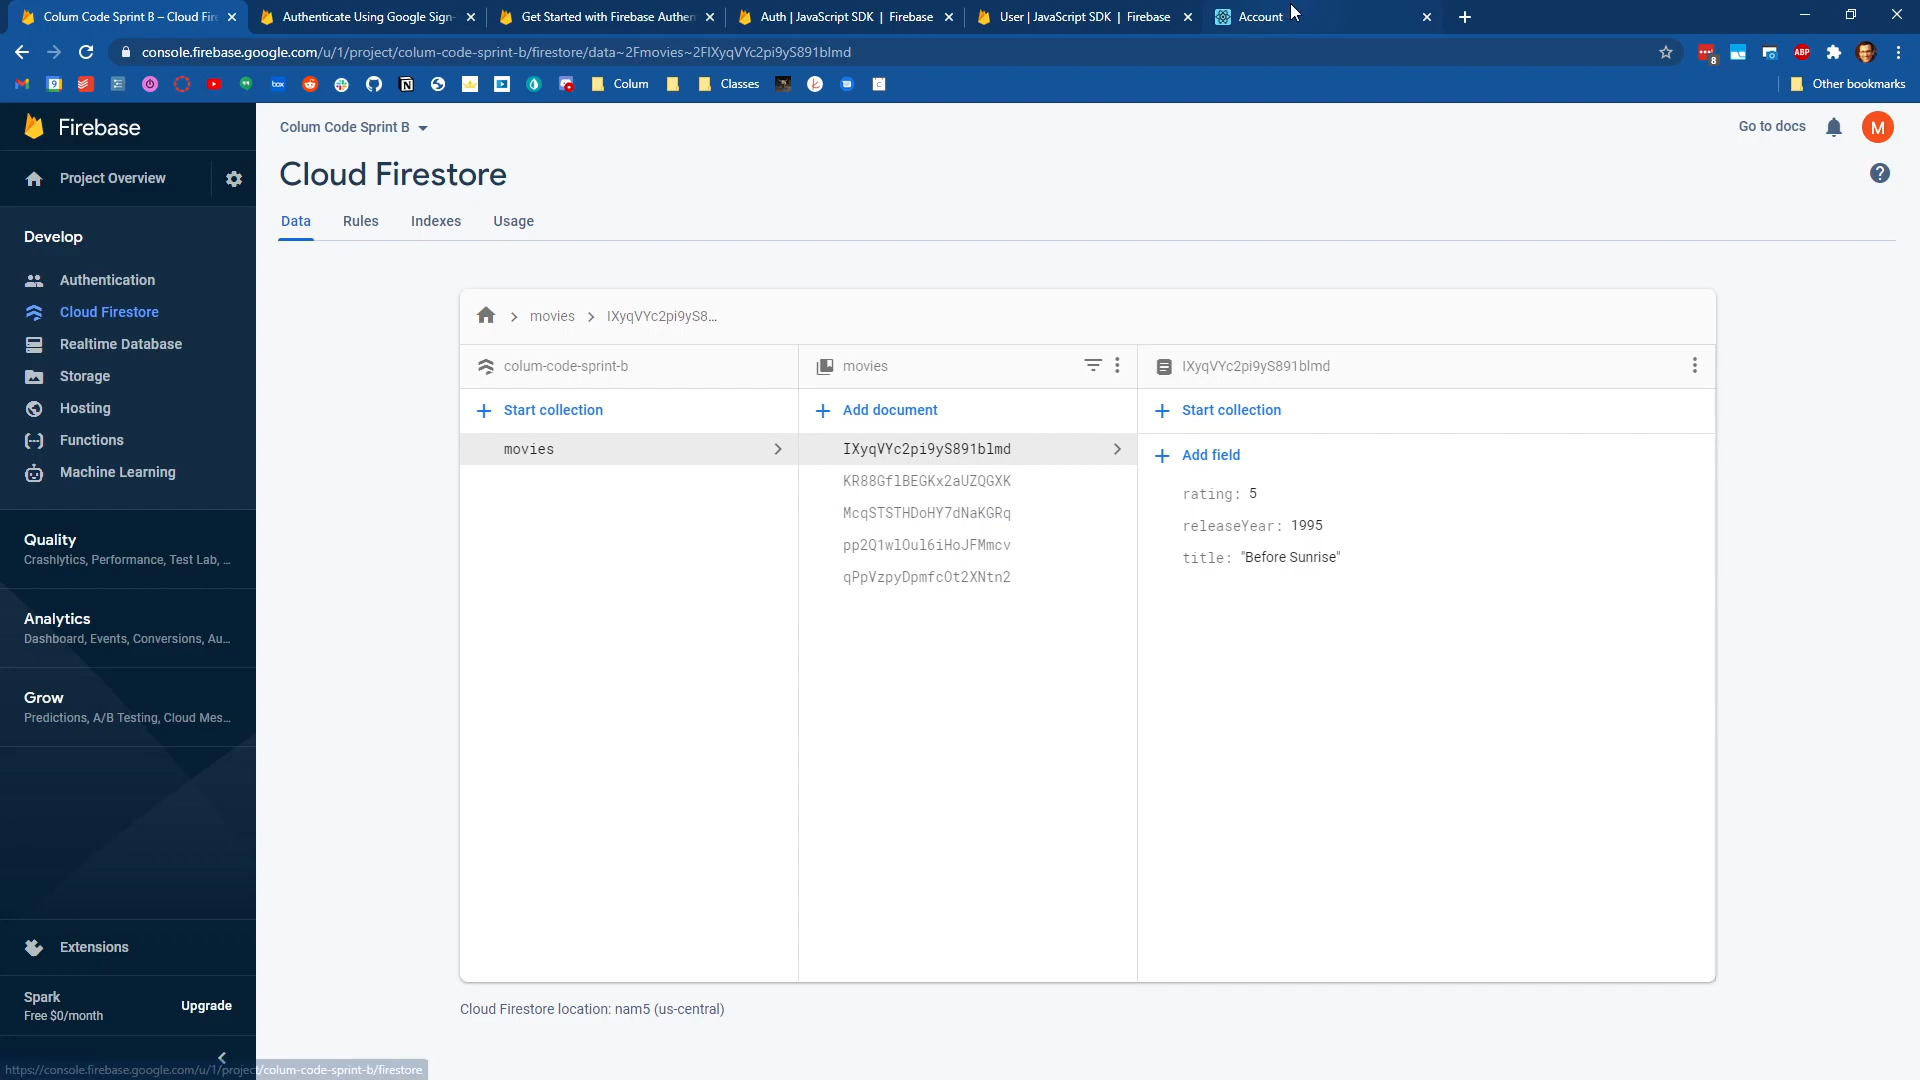 Colum Code Sprint B – Cloud Fire
Authenticate Using Google Sign-
Get Started with Firebase Authen
Auth | JavaScript SDK | Firebase
User | JavaScript SDK | Firebase
Account
console.firebase.google.com/u/1/project/colum-code-sprint-b/firestore/data~2Fmovies~2FIXyqVYc2pi9yS891blmd
8
ABP
9
box
Colum
Classes
Other bookmarks
Firebase
Colum Code Sprint B
Go to docs
M
Project Overview
Cloud Firestore
?
Data
Rules
Indexes
Usage
Develop
Authentication
Cloud Firestore
Realtime Database
Storage
Hosting
Functions
Machine Learning
Quality
Crashlytics, Performance, Test Lab, ...
Analytics
Dashboard, Events, Conversions, Au...
Grow
Predictions, A/B Testing, Cloud Mes...
Extensions
Spark
Free $0/month
Upgrade
movies
IXyqVYc2pi9yS8...
colum-code-sprint-b
movies
IXyqVYc2pi9yS891blmd
Start collection
Add document
Start collection
movies
IXyqVYc2pi9yS891blmd
Add field
KR88GflBEGKx2aUZQGXK
rating: 5
McqSTSTHDoHY7dNaKGRq
releaseYear: 1995
pp2Q1wlOul6iHoJFMmcv
title: "Before Sunrise"
qPpVzpyDpmfcOt2XNtn2
Cloud Firestore location: nam5 (us-central)
https://console.firebase.google.com/u/1/project/colum-code-sprint-b/firestore